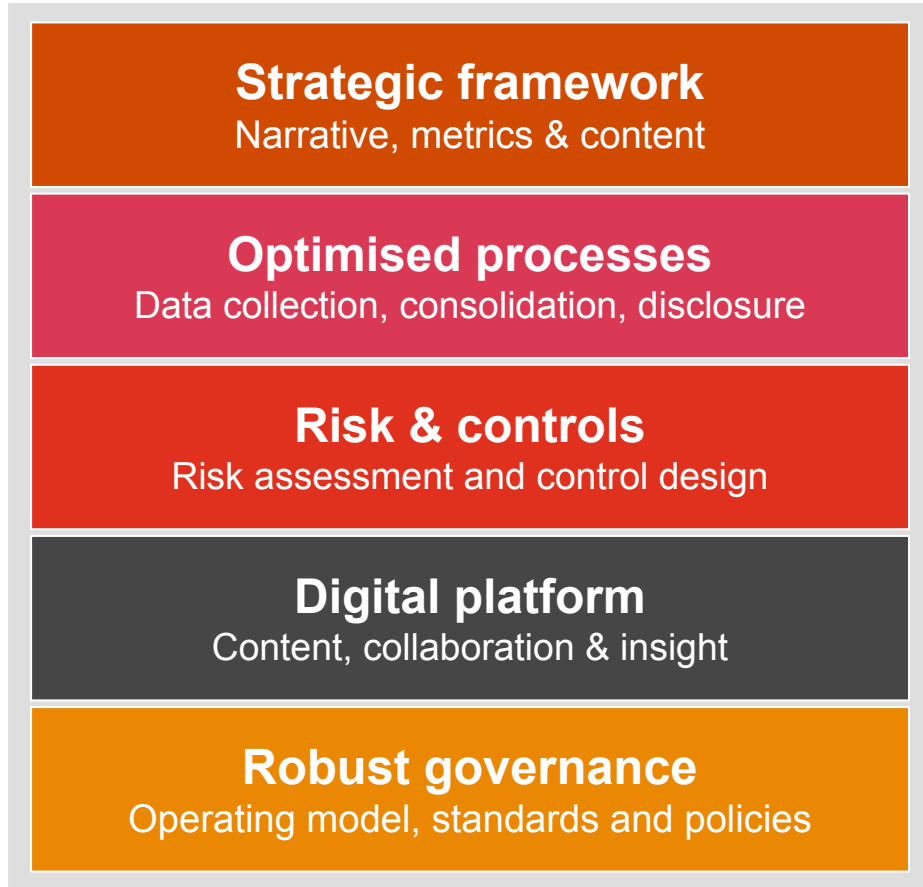 Strategic framework
Narrative, metrics & content
Optimised processes
Data collection, consolidation, disclosure
Risk & controls
Risk assessment and control design
Digital platform
Content, collaboration & insight
Robust governance
Operating model, standards and policies